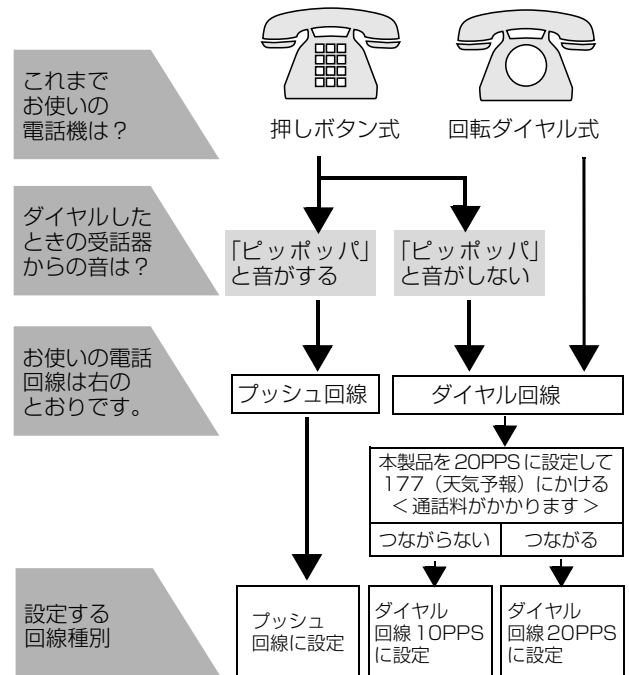 これまで
お使いの
電話機は？
押しボタン式
回転ダイヤル式
ダイヤルした
ときの受話器
からの音は？
「ピッポッパ」
と音がする
「ピッポッパ」
と音がしない
お使いの電話
回線は右の
とおりです。
プッシュ回線
ダイヤル回線
本製品を20PPSに設定して
177（天気予報）にかける
＜通話料がかかります＞
つながらない
つながる
設定する
回線種別
プッシュ
回線に設定
ダイヤル
回線10PPS
に設定
ダイヤル
回線20PPS
に設定